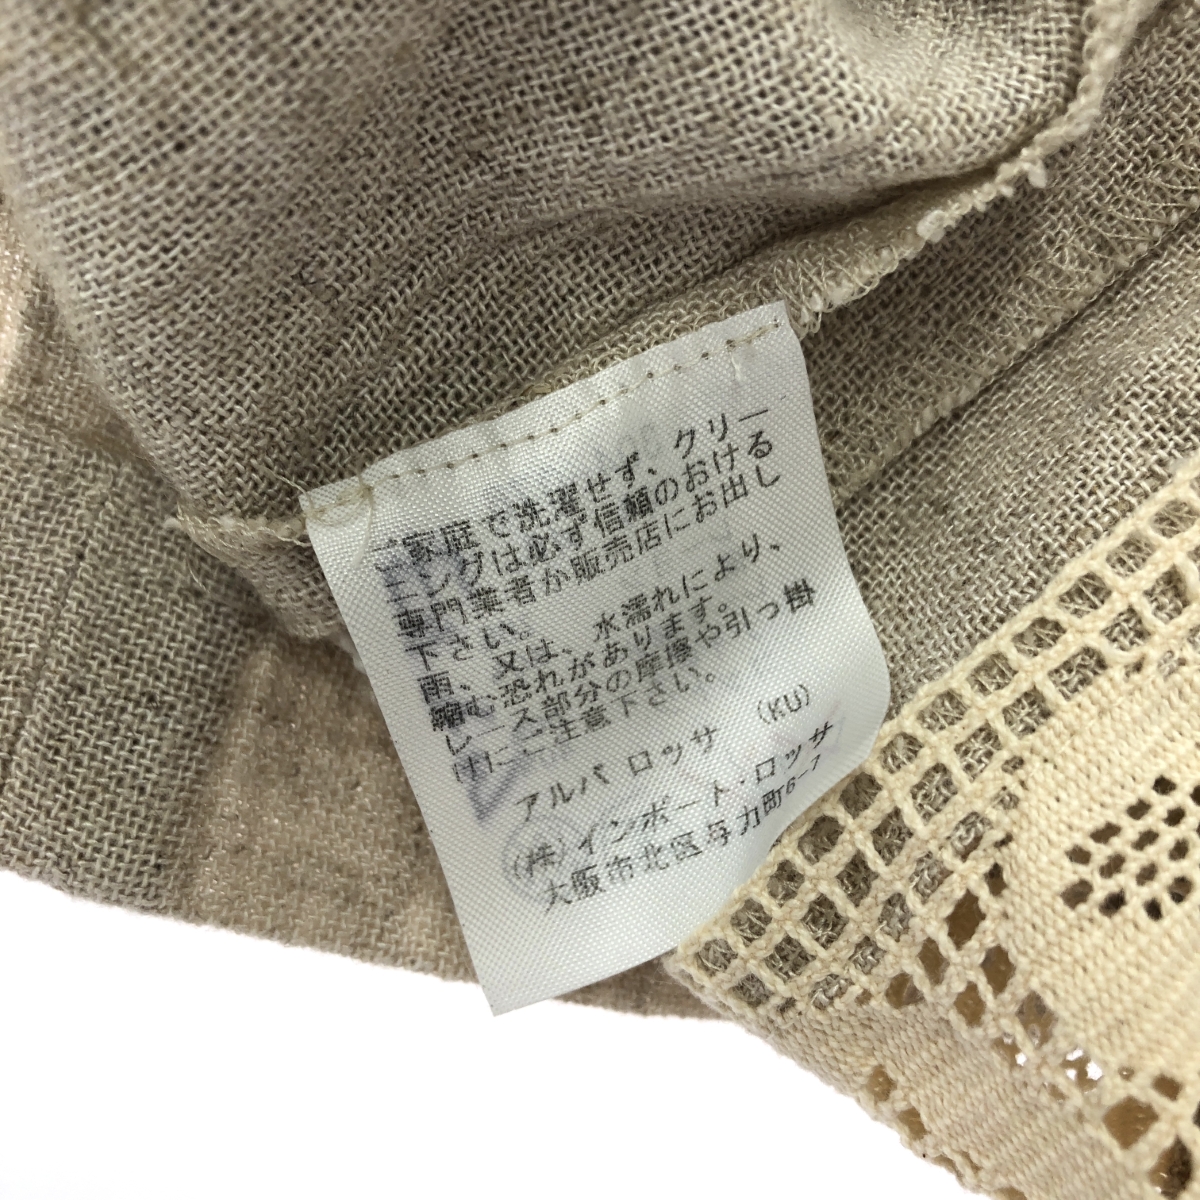 家庭で洗濯せず、クリー
ニングは必ず信頼のおける
専門業者か販売店にお出し
下さい。
雨、又は、水濡れにより、
縮む恐れがあります。
レース部分の摩擦や引っ掛
けにご注意下さい。
アルバ ロッサ (KU)
(株)インポート・ロッサ
大阪市北区与力町6-7